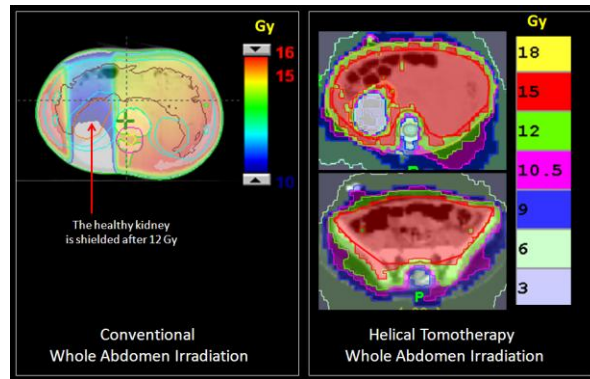 Gy
16
15
10
The healthy kidney
is shielded after 12 Gy
Conventional
Whole Abdomen Irradiation
Gy
18
15
12
10.5
9
6
3
P
Helical Tomotherapy
Whole Abdomen Irradiation